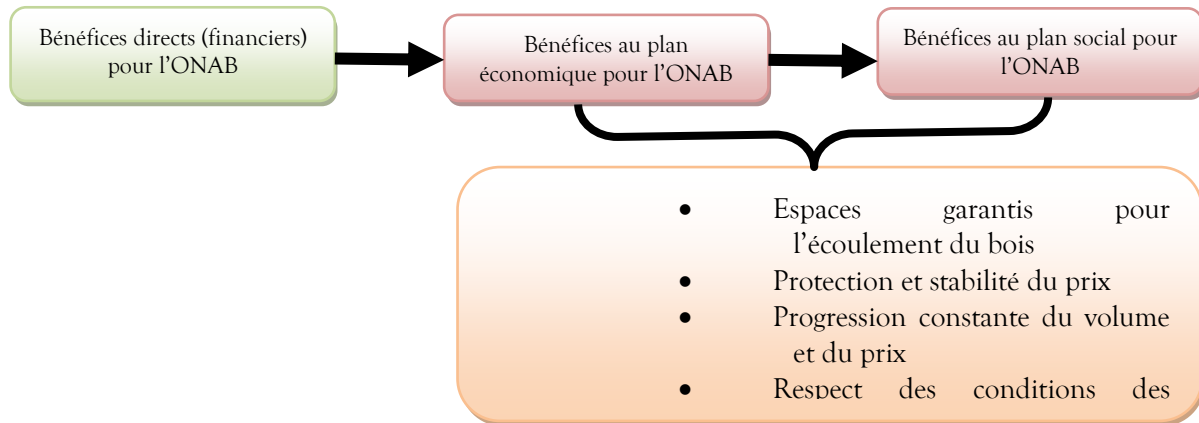 Bénéfices directs (financiers)
pour l'ONAB
Bénéfices au plan
économique pour l'ONAB
Bénéfices au plan social pour
l'ONAB
• Espaces garantis pour
l'écoulement du bois
• Protection et stabilité du prix
• Progression constante du volume
et du prix
• Respect des conditions des